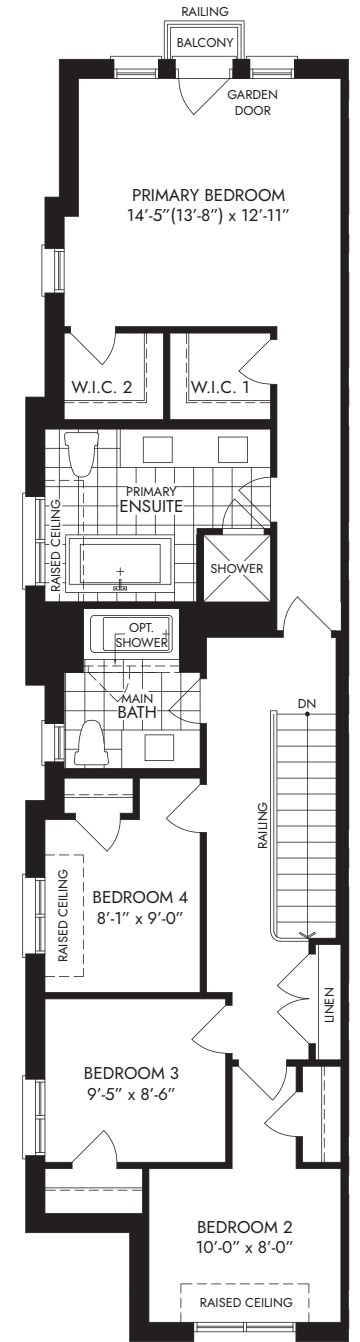 RAILING
BALCONY
GARDEN
DOOR
PRIMARY BEDROOM
14'-5"(13'-8") x 12'-11"
W.I.C. 2
W.I.C. 1
PRIMARY
ENSUITE
RAISED CEILING
SHOWER
OPT.
SHOWER
MAIN
BATH
DN
RAILING
BEDROOM 4
8'-1" x 9'-0"
RAISED CEILING
LINEN
BEDROOM 3
9'-5" x 8'-6"
BEDROOM 2
10'-0" x 8'-0"
RAISED CEILING